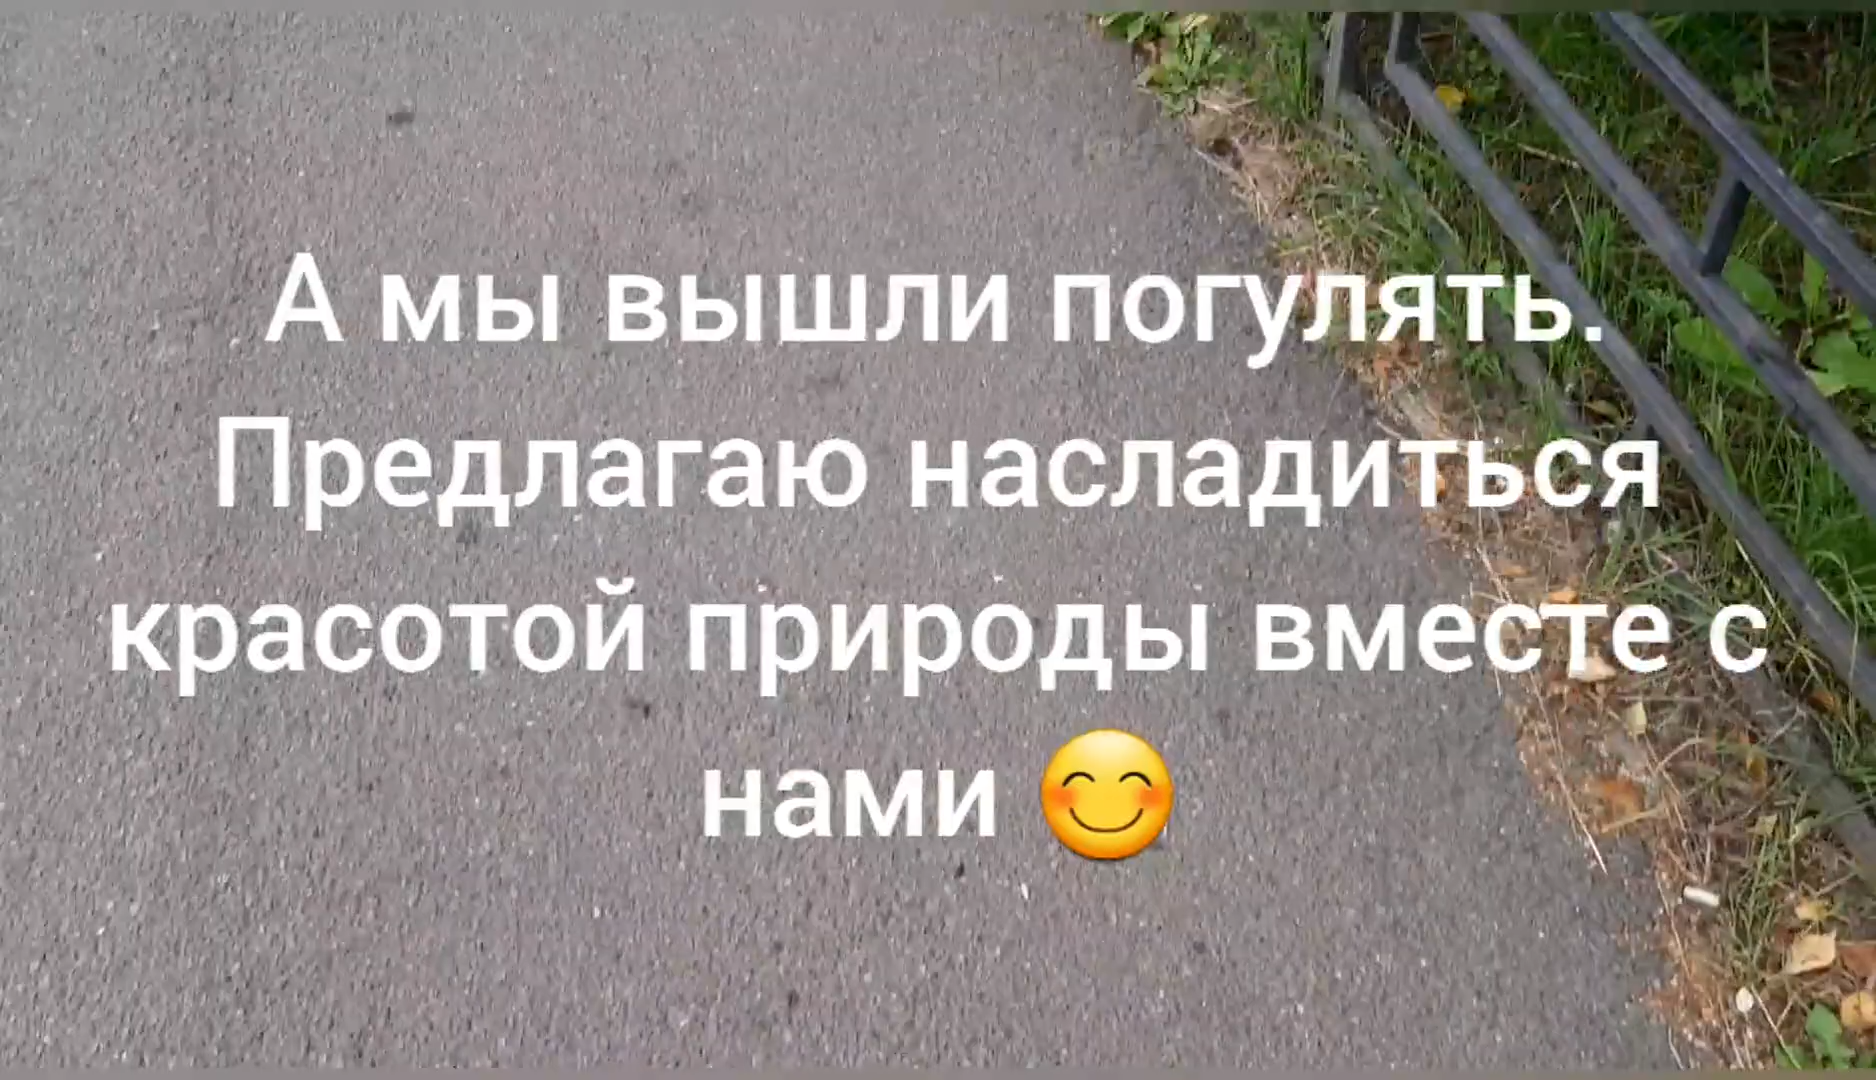 А мы вышли погулять.
Предлагаю насладиться
красотой природы вместе с
нами 😊